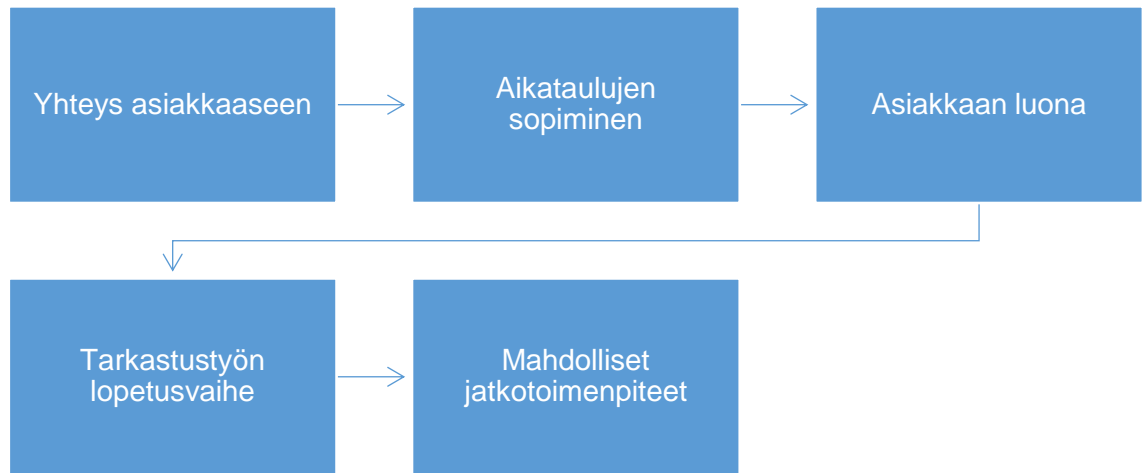 Yhteys asiakkaaseen
Aikataulujen
sopiminen
Asiakkaan luona
Tarkastustyön
lopetusvaihe
Mahdolliset
jatkotoimenpiteet